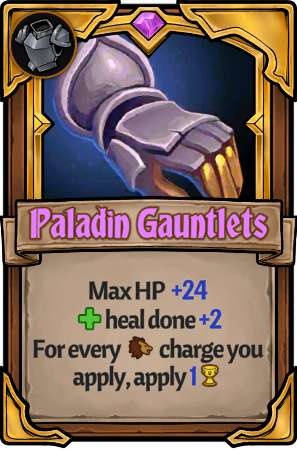 Paladin Gauntlets
Max HP +24
heal done +2
For every charge you
apply, apply 1